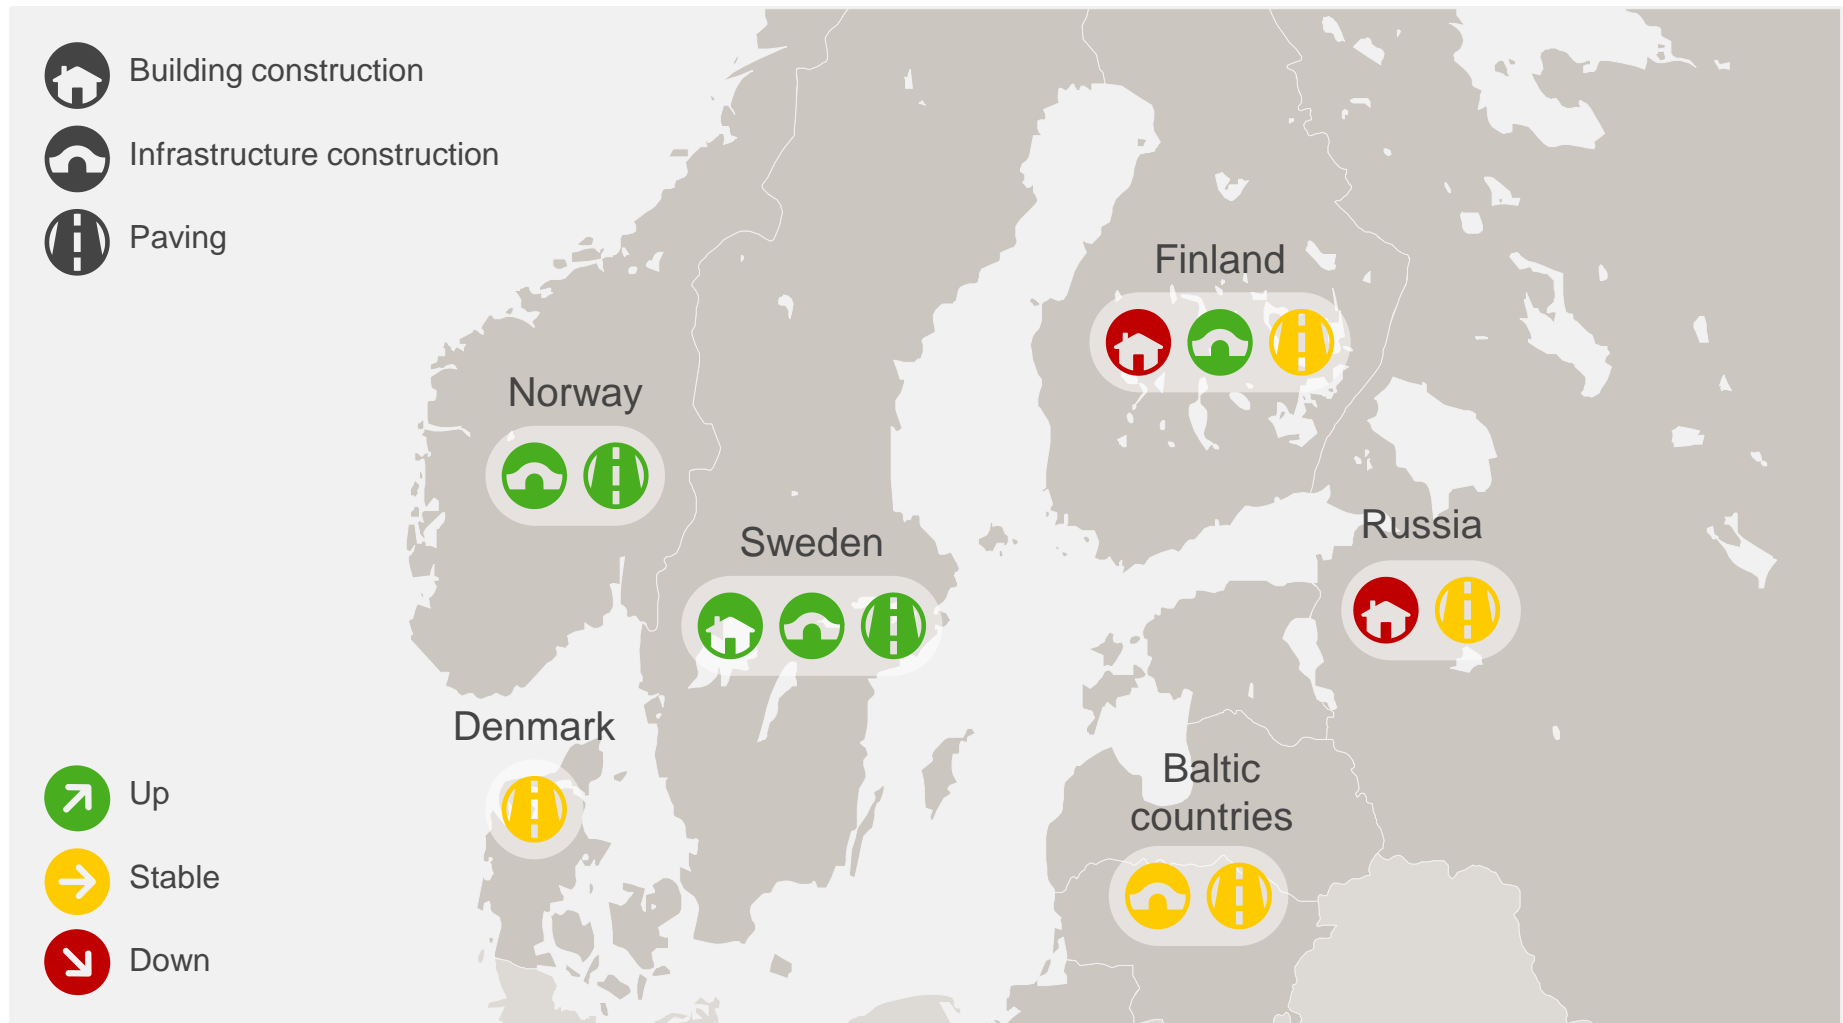 Building construction
Infrastructure construction
Paving
Finland
Norway
Russia
Sweden
Denmark
Baltic
countries
Up
Stable
Down